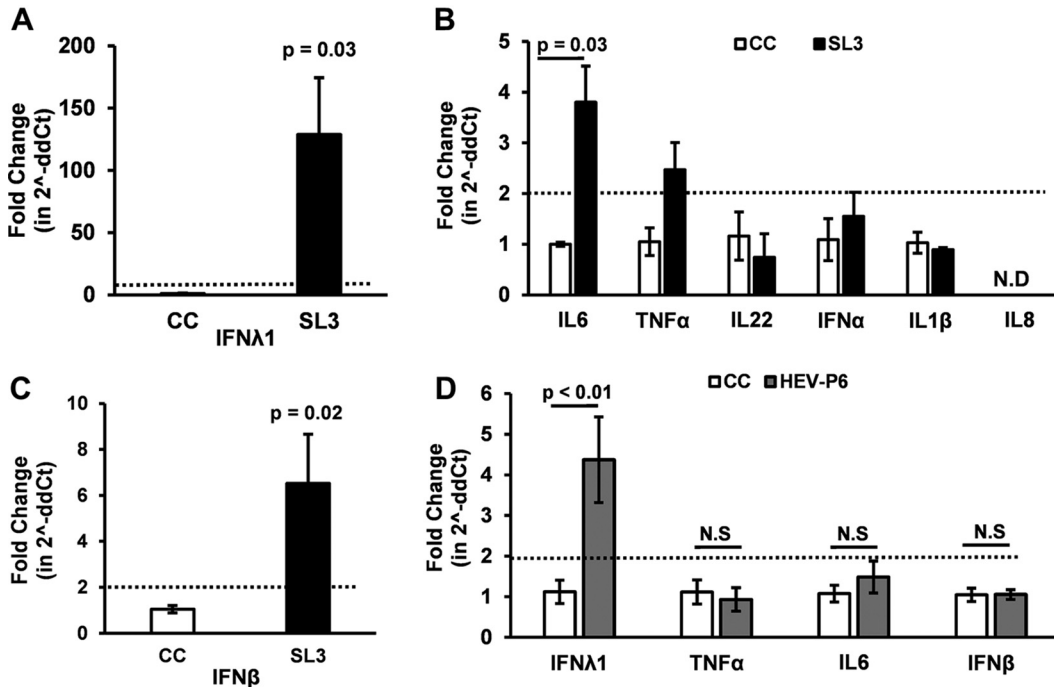 A
Fold Change
(in 2^-ddCt)
200
150
100
50
0
p = 0.03
CC
SL3
IFNλ1
B
Fold Change
(in 2^-ddCt)
5
4
3
2
1
0
CC
SL3
p = 0.03
N.D
IL6
TNFα
IL22
IFNα
IL1β
IL8
C
Fold Change
(in 2^-ddCt)
10
8
6
4
2
0
p = 0.02
CC
SL3
IFNβ
D
Fold Change
(in 2^-ddCt)
6
5
4
3
2
1
0
CC
HEV-P6
p < 0.01
N.S
N.S
N.S
IFNλ1
TNFα
IL6
IFNβ